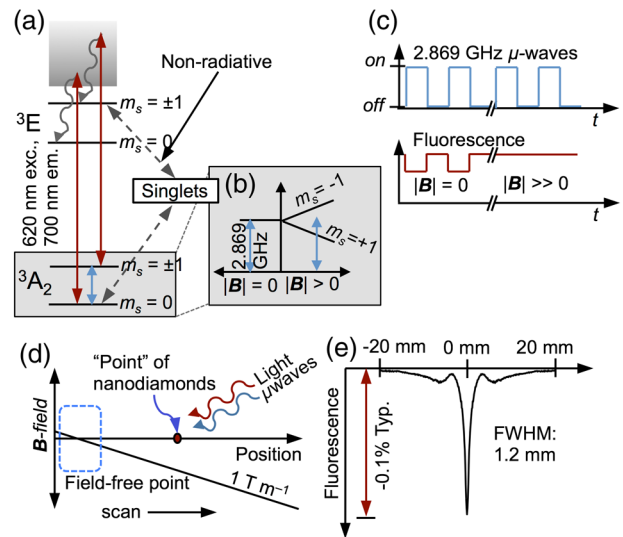 (a)
Non-radiative
³E
mₛ = ±1
mₛ = 0
620 nm exc.,
700 nm em.
Singlets
³A₂
mₛ = ±1
mₛ = 0
(b)
2.869
GHz
mₛ = -1
mₛ=+1
|B| = 0
|B| > 0
(c)
on
2.869 GHz μ-waves
off
t
Fluorescence
|B| = 0
|B| >> 0
t
(d)
“Point” of
nanodiamonds
Light
μwaves
B-field
Position
Field-free point
1 T m⁻¹
scan
(e)
-20 mm
0 mm
20 mm
Fluorescence
-0.1% Typ.
FWHM:
1.2 mm